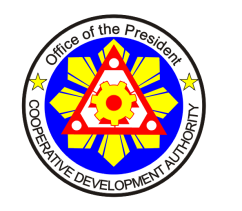 Office of the President
COOPERATIVE DEVELOPMENT AUTHORITY